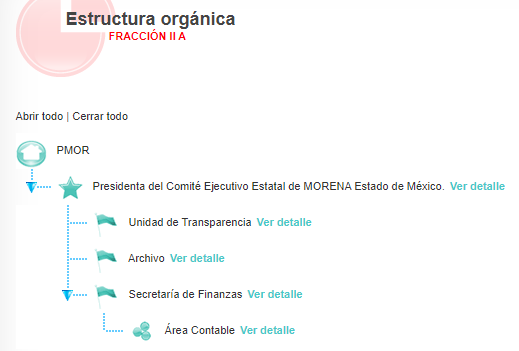 Estructura orgánica
FRACCIÓN II A
Abrir todo | Cerrar todo
PMOR
Presidenta del Comité Ejecutivo Estatal de MORENA Estado de México. Ver detalle
Unidad de Transparencia Ver detalle
Archivo Ver detalle
Secretaría de Finanzas Ver detalle
Área Contable Ver detalle